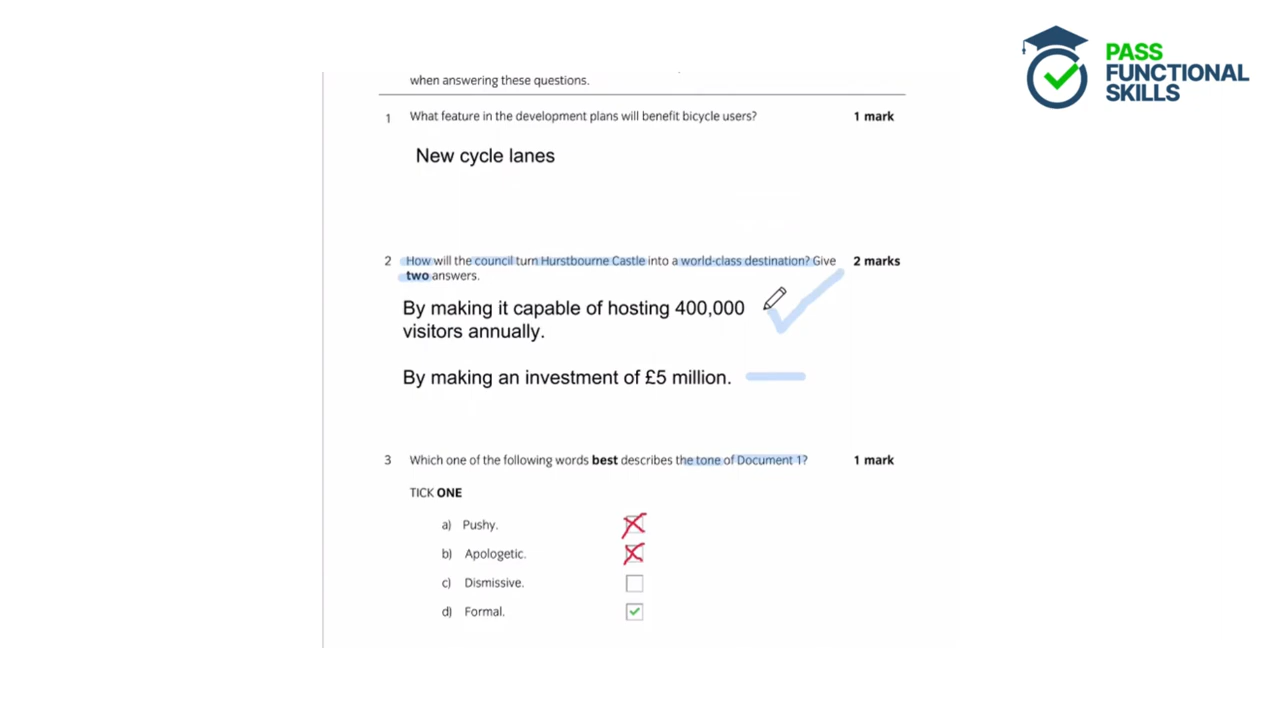 PASS
FUNCTIONAL
SKILLS
when answering these questions.
1 What feature in the development plans will benefit bicycle users? 1 mark
New cycle lanes
2 How will the council turn Hurstbourne Castle into a world-class destination? Give 2 marks
two answers.
By making it capable of hosting 400,000
visitors annually.
By making an investment of £5 million.
3 Which one of the following words best describes the tone of Document 1? 1 mark
TICK ONE
a) Pushy.
b) Apologetic.
c) Dismissive.
d) Formal.